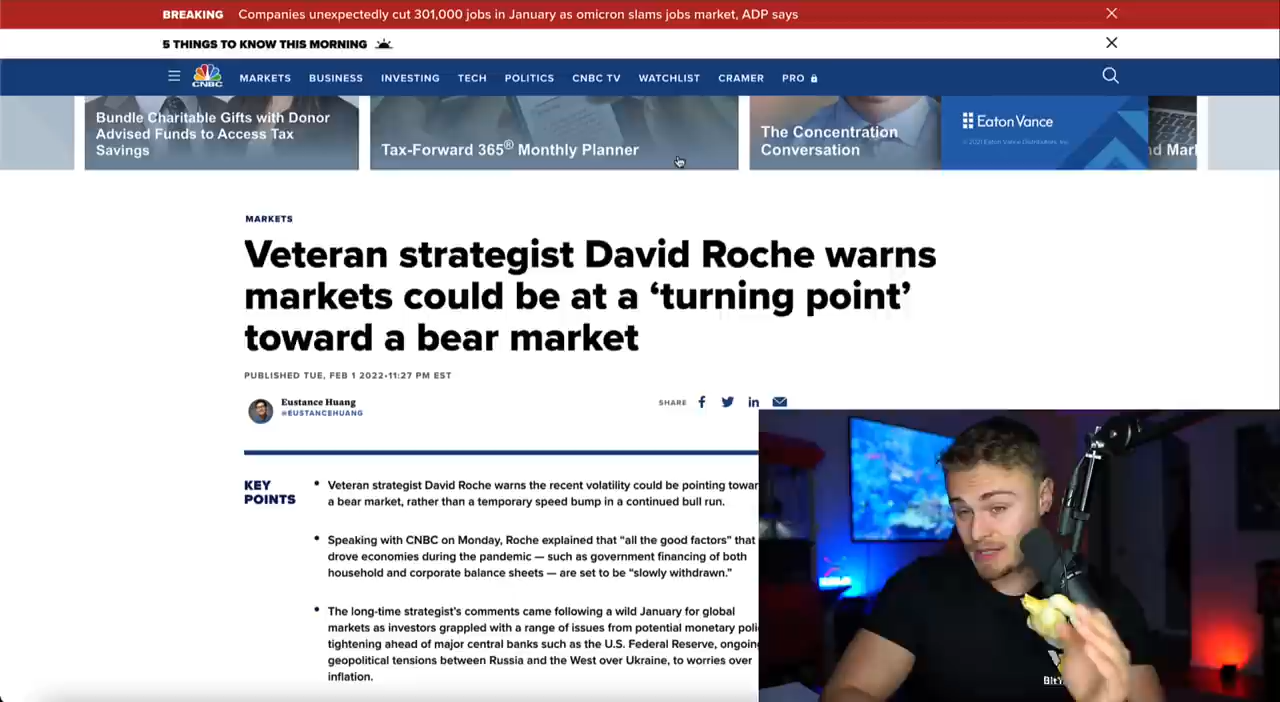 BREAKING Companies unexpectedly cut 301,000 jobs in January as omicron slams jobs market, ADP says
5 THINGS TO KNOW THIS MORNING
CNBC MARKETS BUSINESS INVESTING TECH POLITICS CNBC TV WATCHLIST CRAMER PRO
Bundle Charitable Gifts with Donor
Advised Funds to Access Tax
Savings
Tax-Forward 365® Monthly Planner
The Concentration
Conversation
Eaton Vance
© 2021 Eaton Vance Distributors, Inc.
d Mark
MARKETS
Veteran strategist David Roche warns
markets could be at a ‘turning point’
toward a bear market
PUBLISHED TUE, FEB 1 2022•11:27 PM EST
Eustance Huang
@EUSTANCEHUANG
SHARE
KEY
POINTS
• Veteran strategist David Roche warns the recent volatility could be pointing towar
a bear market, rather than a temporary speed bump in a continued bull run.
• Speaking with CNBC on Monday, Roche explained that “all the good factors” that
drove economies during the pandemic — such as government financing of both
household and corporate balance sheets — are set to be “slowly withdrawn.”
• The long-time strategist’s comments came following a wild January for global
markets as investors grappled with a range of issues from potential monetary poli
tightening ahead of major central banks such as the U.S. Federal Reserve, ongoing
geopolitical tensions between Russia and the West over Ukraine, to worries over
inflation.